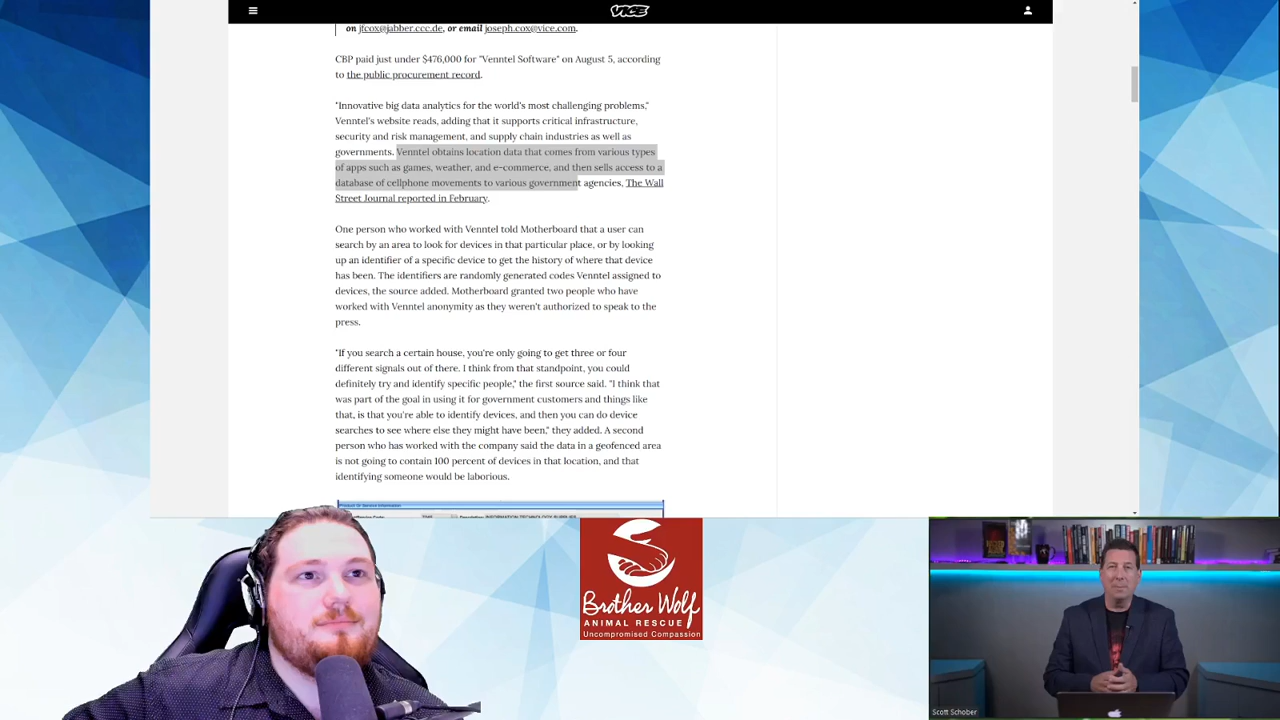 VICE
on jfcox@jabber.ccc.de, or email joseph.cox@vice.com.
CBP paid just under $476,000 for "Venntel Software" on August 5, according
to the public procurement record.
"Innovative big data analytics for the world's most challenging problems,"
Venntel's website reads, adding that it supports critical infrastructure,
security and risk management, and supply chain industries as well as
governments. Venntel obtains location data that comes from various types
of apps such as games, weather, and e-commerce, and then sells access to a
database of cellphone movements to various government agencies, The Wall
Street Journal reported in February.
One person who worked with Venntel told Motherboard that a user can
search by an area to look for devices in that particular place, or by looking
up an identifier of a specific device to get the history of where that device
has been. The identifiers are randomly generated codes Venntel assigned to
devices, the source added. Motherboard granted two people who have
worked with Venntel anonymity as they weren't authorized to speak to the
press.
"If you search a certain house, you're only going to get three or four
different signals out of there. I think from that standpoint, you could
definitely try and identify specific people," the first source said. "I think that
was part of the goal in using it for government customers and things like
that, is that you're able to identify devices, and then you can do device
searches to see where else they might have been," they added. A second
person who has worked with the company said the data in a geofenced area
is not going to contain 100 percent of devices in that location, and that
identifying someone would be laborious.
Brother Wolf
ANIMAL RESCUE
Uncompromised Compassion
Scott Schober